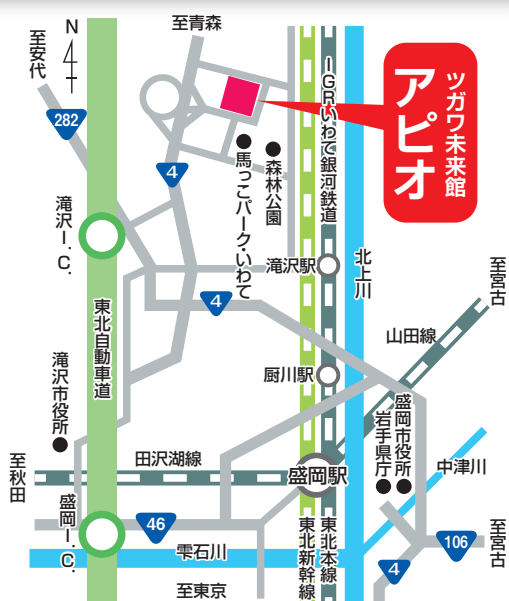 至青森
N
至安代
282
4
ツガワ未来館
アピオ
IGRいわて銀河鉄道
馬っこパーク・いわて
森林公園
滝沢I.C.
滝沢駅
北上川
至宮古
4
山田線
東北自動車道
厨川駅
滝沢市役所
盛岡市役所
岩手県庁
至秋田
田沢湖線
盛岡駅
中津川
盛岡I.C.
46
雫石川
東北新幹線
東北本線
106
至宮古
4
至東京